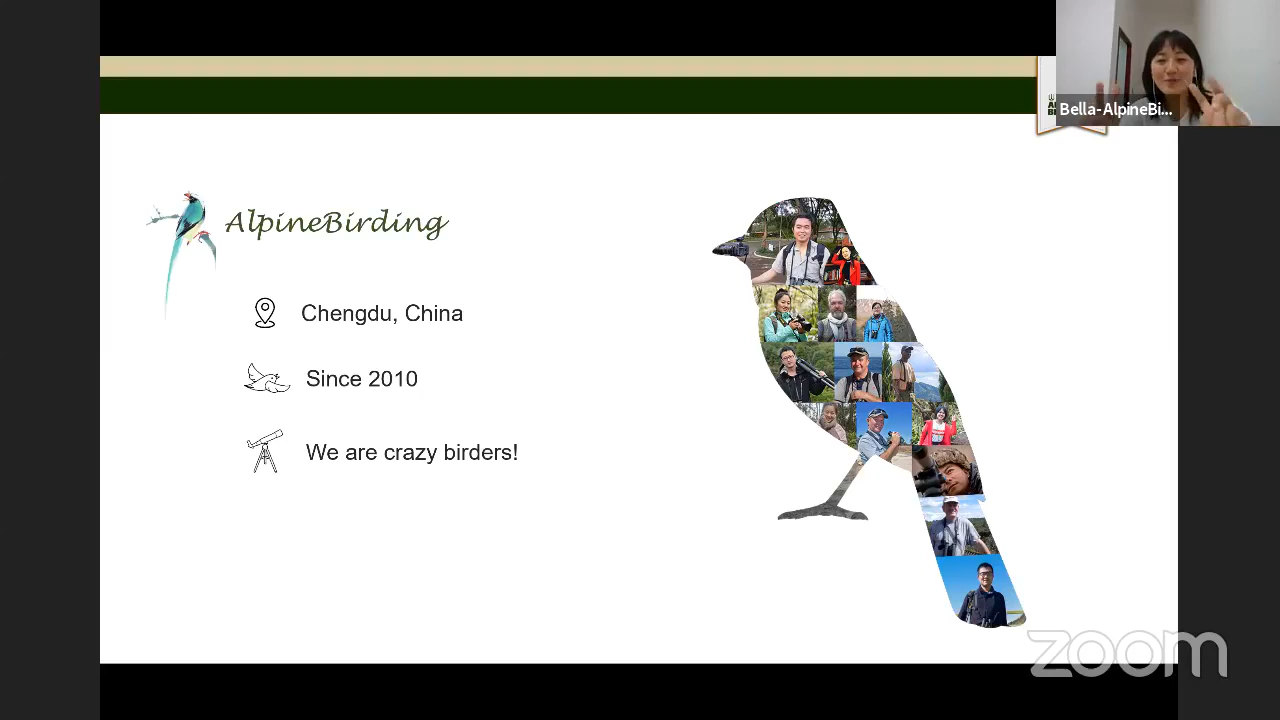 Bella-AlpineBi...
AlpineBirding
Chengdu, China
Since 2010
We are crazy birders!
zoom